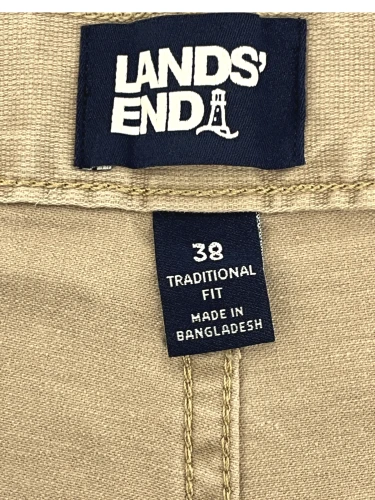 LANDS'
END
38
TRADITIONAL
FIT
MADE IN
BANGLADESH